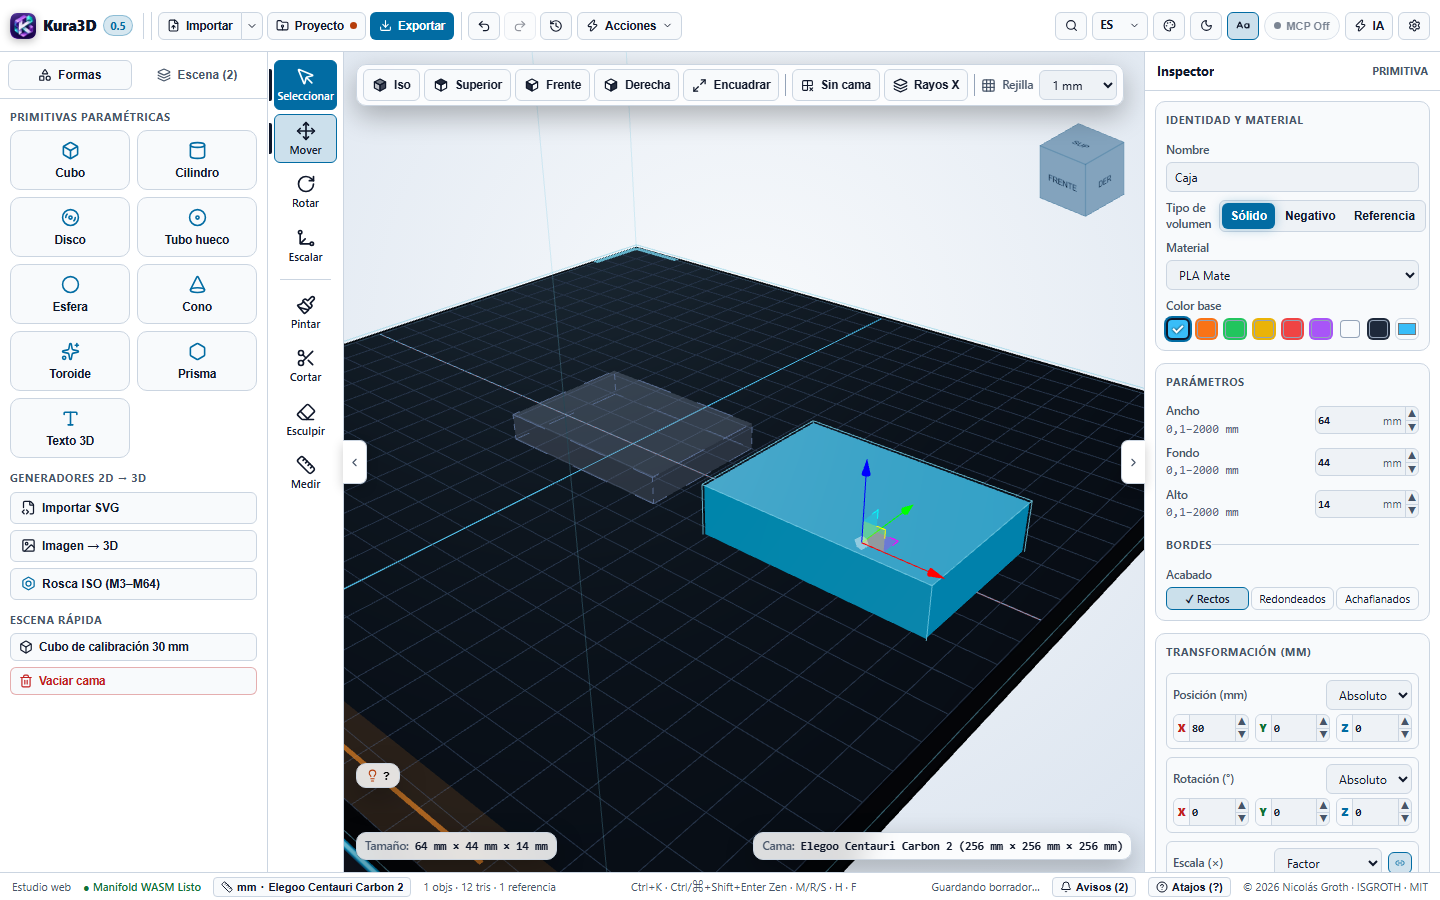 Kura3D 0.5 Importar Proyecto Exportar Acciones ES MCP Off IA
Formas Escena (2)
PRIMITIVAS PARAMÉTRICAS
Cubo Cilindro
Disco Tubo hueco
Esfera Cono
Toroide Prisma
Texto 3D
GENERADORES 2D → 3D
Importar SVG
Imagen → 3D
Rosca ISO (M3–M64)
ESCENA RÁPIDA
Cubo de calibración 30 mm
Vaciar cama
Seleccionar
Mover
Rotar
Escalar
Pintar
Cortar
Esculpir
Medir
Iso Superior Frente Derecha Encuadrar Sin cama Rayos X Rejilla 1 mm
SUP
FRENTE DER
?
Tamaño: 64 mm × 44 mm × 14 mm
Cama: Elegoo Centauri Carbon 2 (256 mm × 256 mm × 256 mm)
Inspector PRIMITIVA
IDENTIDAD Y MATERIAL
Nombre
Caja
Tipo de volumen Sólido Negativo Referencia
Material
PLA Mate
Color base
PARÁMETROS
Ancho
0,1–2000 mm
64 mm
Fondo
0,1–2000 mm
44 mm
Alto
0,1–2000 mm
14 mm
BORDES
Acabado
✓ Rectos Redondeados Achaflanados
TRANSFORMACIÓN (MM)
Posición (mm) Absoluto
X 80 Y 0 Z 0
Rotación (°) Absoluto
X 0 Y 0 Z 0
Escala (×) Factor
Estudio web ● Manifold WASM Listo mm · Elegoo Centauri Carbon 2 1 objs · 12 tris · 1 referencia Ctrl+K · Ctrl/⌘+Shift+Enter Zen · M/R/S · H · F Guardando borrador... Avisos (2) Atajos (?) © 2026 Nicolás Groth · ISGROTH · MIT